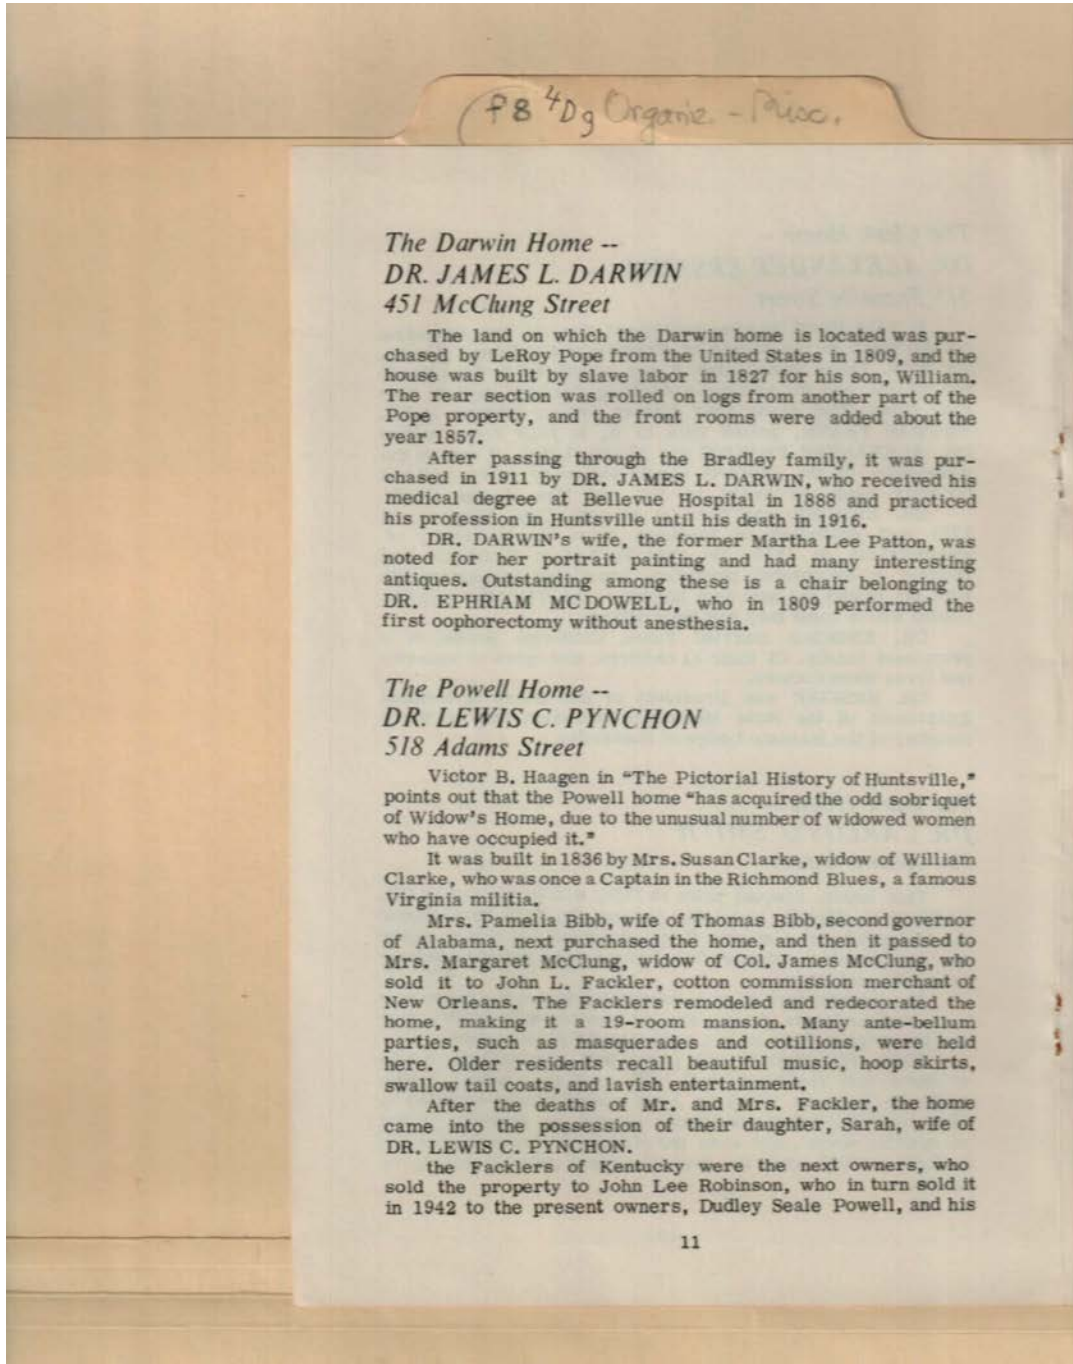 f8 4Dg Organiz. - Misc.
The Darwin Home --
DR. JAMES L. DARWIN
451 McClung Street
The land on which the Darwin home is located was pur-
chased by LeRoy Pope from the United States in 1809, and the
house was built by slave labor in 1827 for his son, William.
The rear section was rolled on logs from another part of the
Pope property, and the front rooms were added about the
year 1857.
After passing through the Bradley family, it was pur-
chased in 1911 by DR. JAMES L. DARWIN, who received his
medical degree at Bellevue Hospital in 1888 and practiced
his profession in Huntsville until his death in 1916.
DR. DARWIN's wife, the former Martha Lee Patton, was
noted for her portrait painting and had many interesting
antiques. Outstanding among these is a chair belonging to
DR. EPHRIAM MCDOWELL, who in 1809 performed the
first oophorectomy without anesthesia.
The Powell Home --
DR. LEWIS C. PYNCHON
518 Adams Street
Victor B. Haagen in "The Pictorial History of Huntsville,"
points out that the Powell home "has acquired the odd sobriquet
of Widow's Home, due to the unusual number of widowed women
who have occupied it."
It was built in 1836 by Mrs. Susan Clarke, widow of William
Clarke, who was once a Captain in the Richmond Blues, a famous
Virginia militia.
Mrs. Pamelia Bibb, wife of Thomas Bibb, second governor
of Alabama, next purchased the home, and then it passed to
Mrs. Margaret McClung, widow of Col. James McClung, who
sold it to John L. Fackler, cotton commission merchant of
New Orleans. The Facklers remodeled and redecorated the
home, making it a 19-room mansion. Many ante-bellum
parties, such as masquerades and cotillions, were held
here. Older residents recall beautiful music, hoop skirts,
swallow tail coats, and lavish entertainment.
After the deaths of Mr. and Mrs. Fackler, the home
came into the possession of their daughter, Sarah, wife of
DR. LEWIS C. PYNCHON.
the Facklers of Kentucky were the next owners, who
sold the property to John Lee Robinson, who in turn sold it
in 1942 to the present owners, Dudley Seale Powell, and his
11